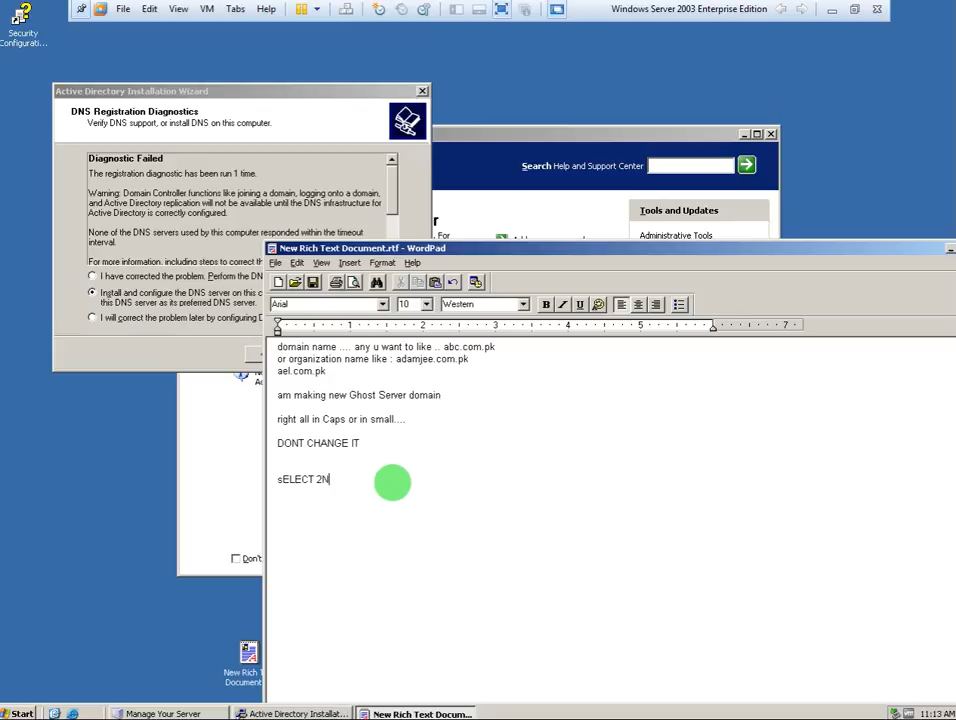 File Edit View VM Tabs Help
Windows Server 2003 Enterprise Edition
Security
Configurati...
Active Directory Installation Wizard
DNS Registration Diagnostics
Verify DNS support, or install DNS on this computer.
Diagnostic Failed
The registration diagnostic has been run 1 time.
Warning: Domain Controller functions like joining a domain, logging onto a domain,
and Active Directory replication will not be available until the DNS infrastructure for
Active Directory is correctly configured.
None of the DNS servers used by this computer responded within the timeout
interval.
For more information, including steps to correct th
I have corrected the problem. Perform the DN
Install and configure the DNS server on this c
this DNS server as its preferred DNS server.
I will correct the problem later by configuring D
Search Help and Support Center
Tools and Updates
Administrative Tools
New Rich Text Document.rtf - WordPad
File Edit View Insert Format Help
Arial 10 Western
B I U
1 2 3 4 5 7
domain name .... any u want to like .. abc.com.pk
or organization name like : adamjee.com.pk
ael.com.pk
am making new Ghost Server domain
right all in Caps or in small....
DONT CHANGE IT
sELECT 2N
Don't
New Rich T
Document.
Start Manage Your Server Active Directory Installat... New Rich Text Docum... 11:13 AM